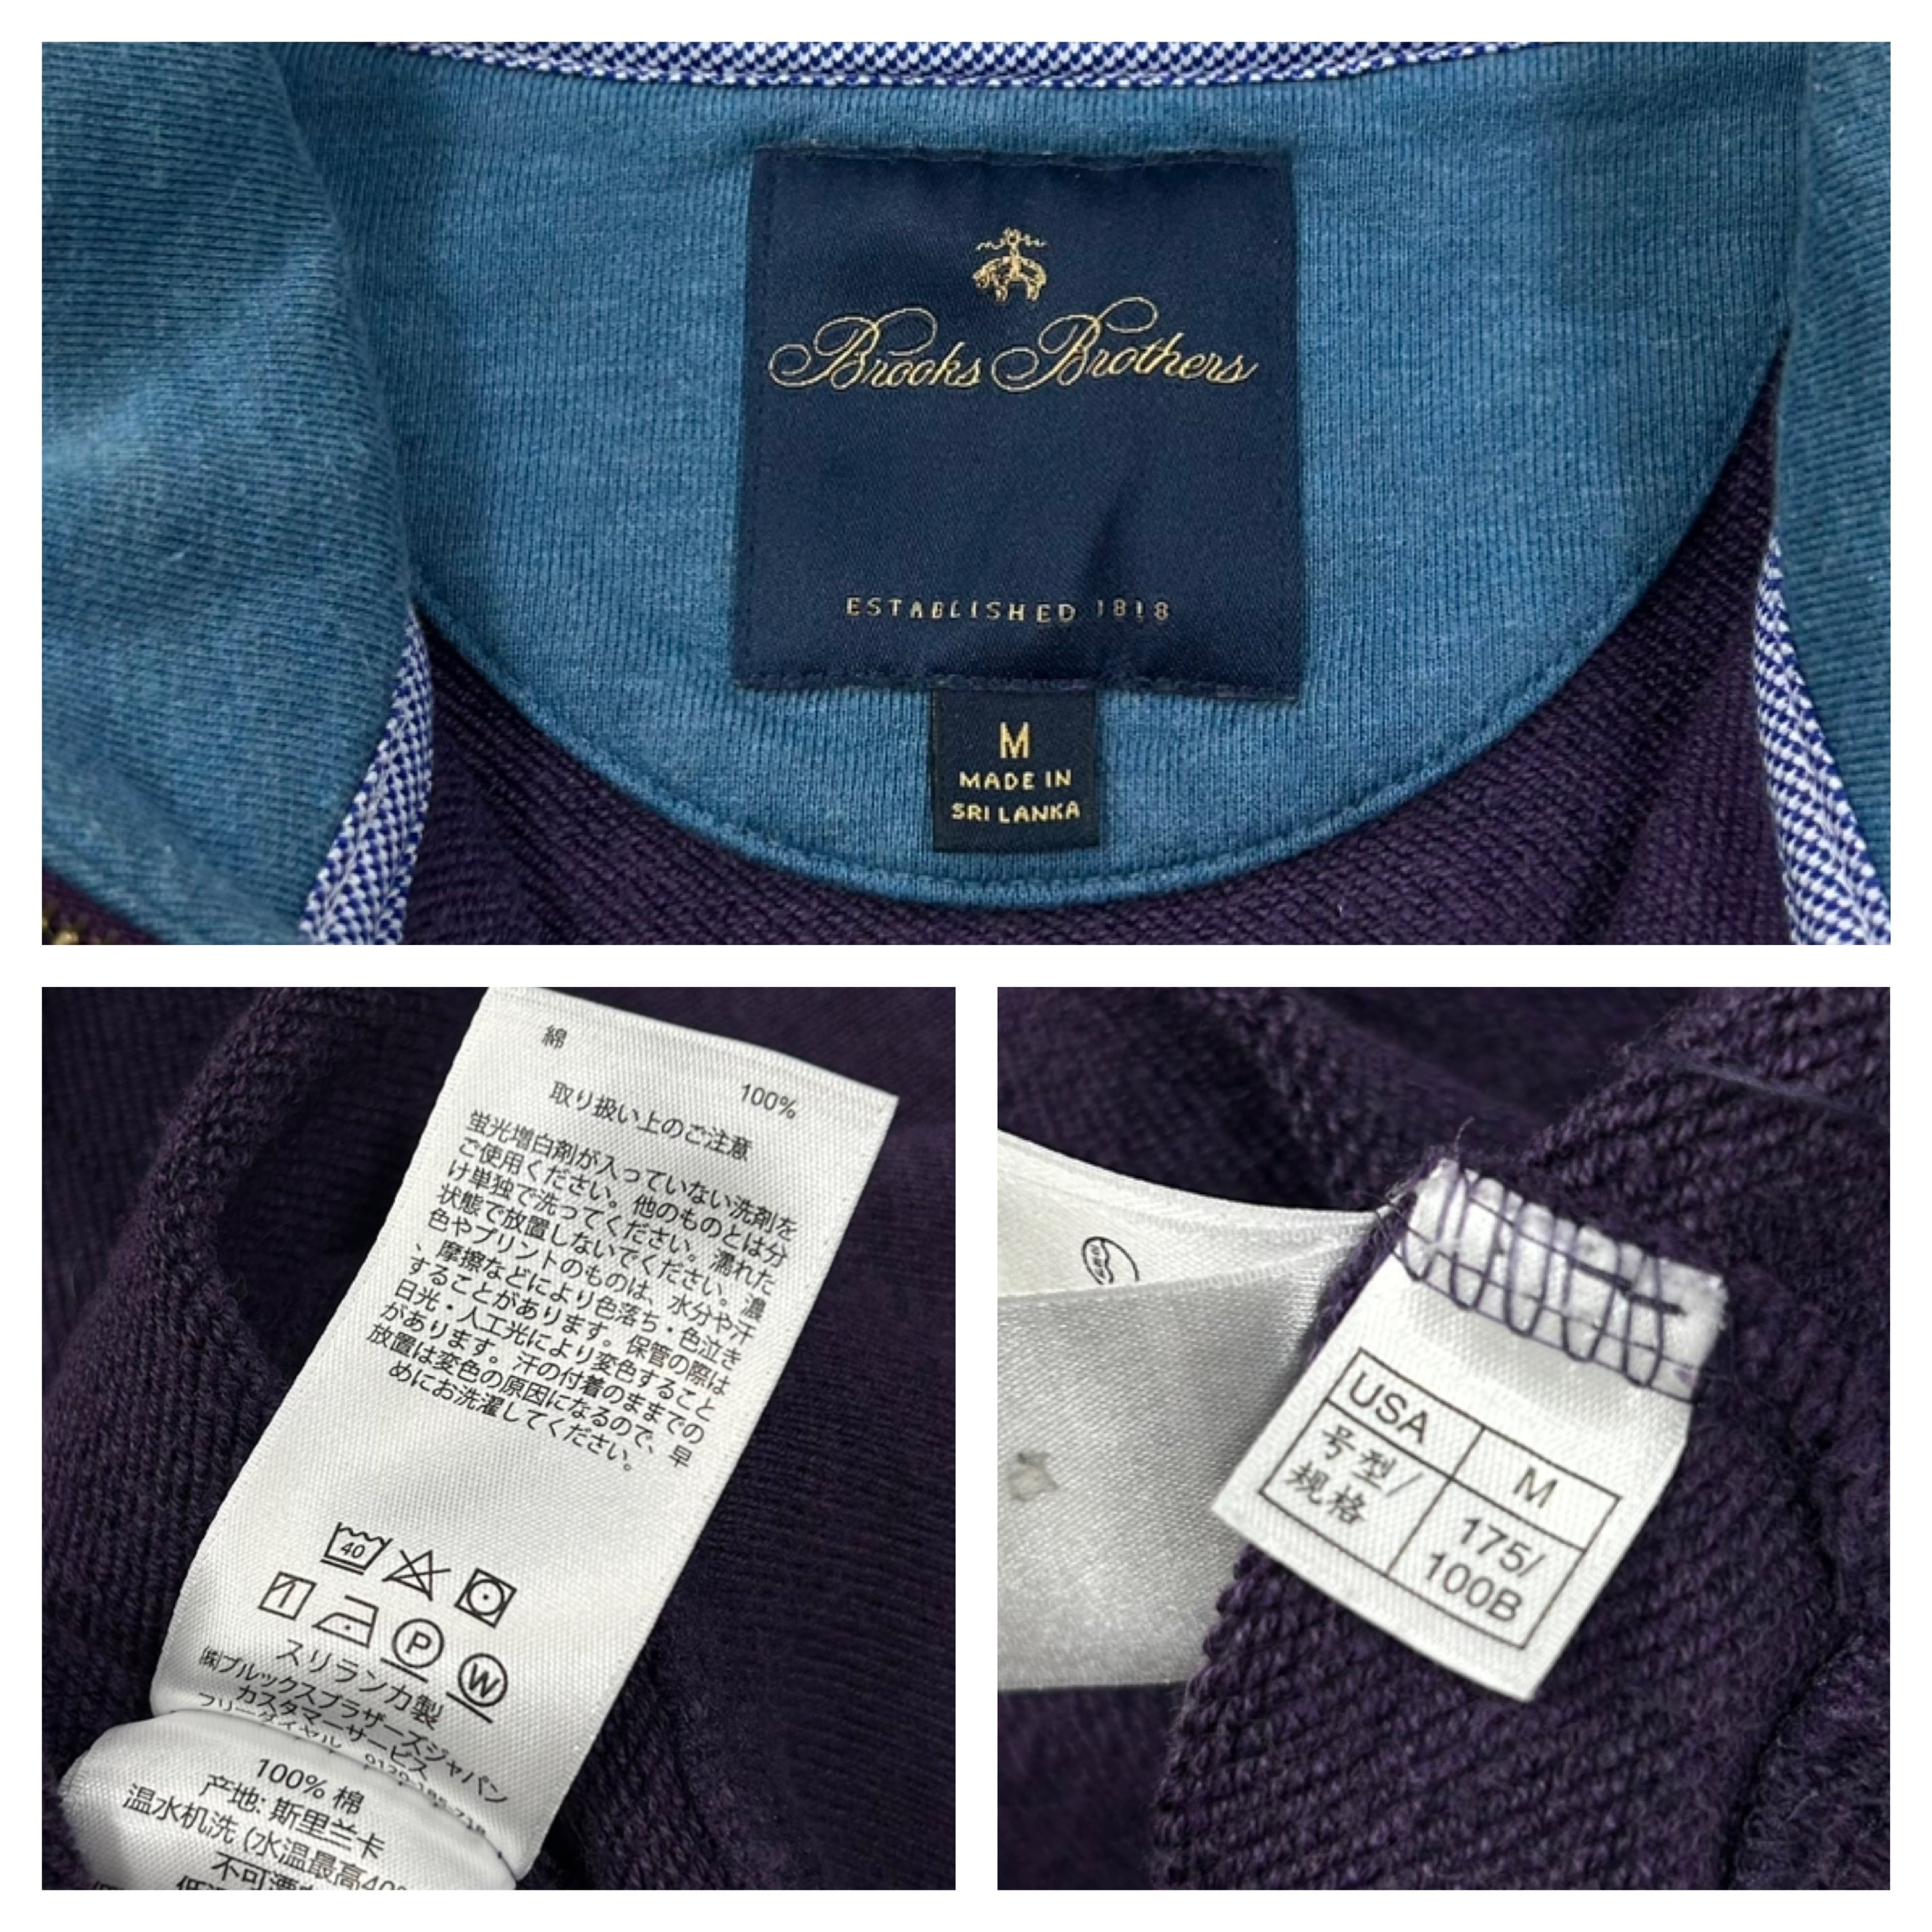 Brooks Brothers
ESTABLISHED 1818
M
MADE IN
SRI LANKA
綿
100%
取り扱い上のご注意
蛍光増白剤が入っていない洗剤を
ご使用ください。他のものとは分
け単独で洗ってください。濡れた
状態で放置しないでください。濃
色やプリントのものは、水分や汗
、摩擦などにより色落ち・色泣き
することがあります。保管の際は
日光・人工光により変色すること
があります。汗の付着のままでの
放置は変色の原因になるので、早
めにお洗濯してください。
40
P
W
スリランカ製
㈱ブルックスブラザーズジャパン
カスタマーサービス
フリーダイヤル
100% 棉
产地: 斯里兰卡
温水机洗 (水温最高40°
不可漂
USA
M
号型/
规格
175/
100B